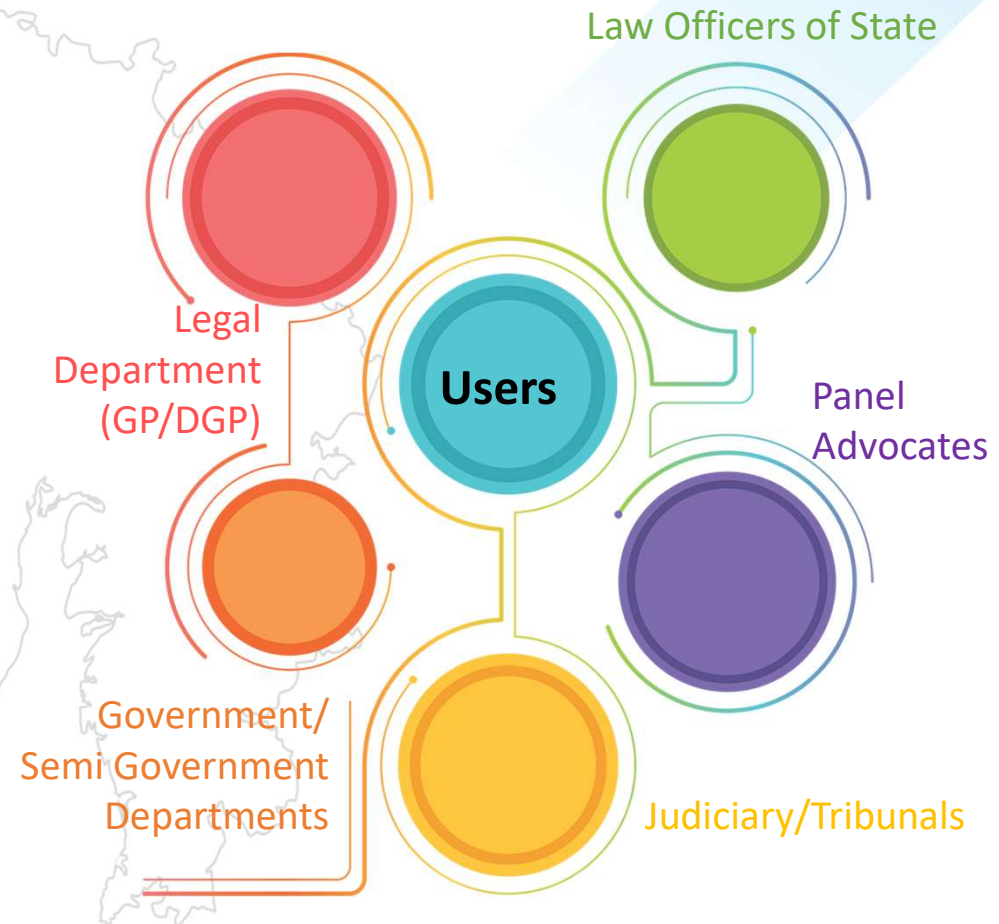 Law Officers of State
Legal
Department
(GP/DGP)
Users
Panel
Advocates
Government/
Semi Government
Departments
Judiciary/Tribunals